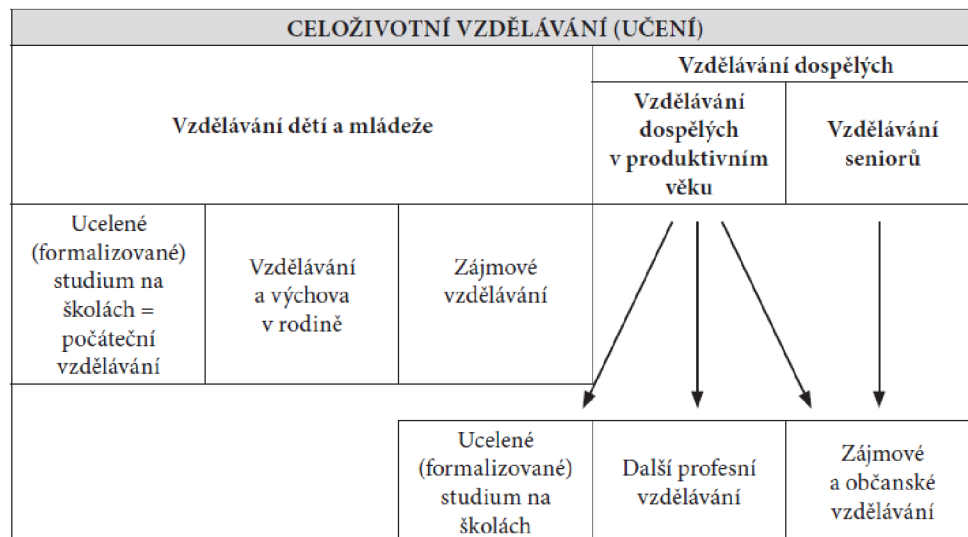 CELOŽIVOTNÍ VZDĚLÁVÁNÍ (UČENÍ)
Vzdělávání dětí a mládeže
Vzdělávání dospělých
Vzdělávání
dospělých
v produktivním
věku
Vzdělávání
seniorů
Ucelené
(formalizované)
studium na
školách =
počáteční
vzdělávání
Vzdělávání
a výchova
v rodině
Zájmové
vzdělávání
Ucelené
(formalizované)
studium na
školách
Další profesní
vzdělávání
Zájmové
a občanské
vzdělávání